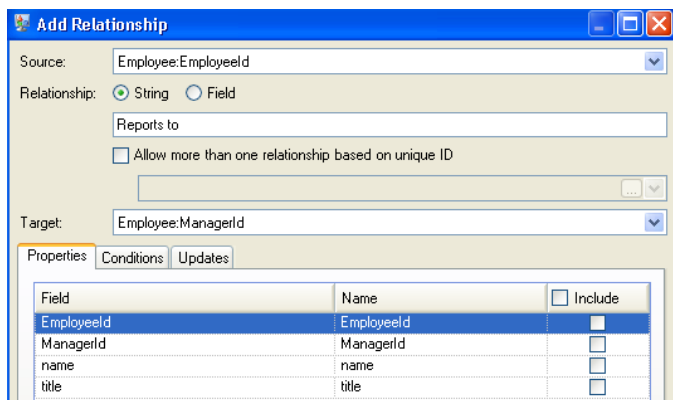 Add Relationship
Source: Employee:EmployeeId
Relationship: String Field
Reports to
Allow more than one relationship based on unique ID
...
Target: Employee:ManagerId
Properties Conditions Updates
Field Name Include
EmployeeId EmployeeId
ManagerId ManagerId
name name
title title